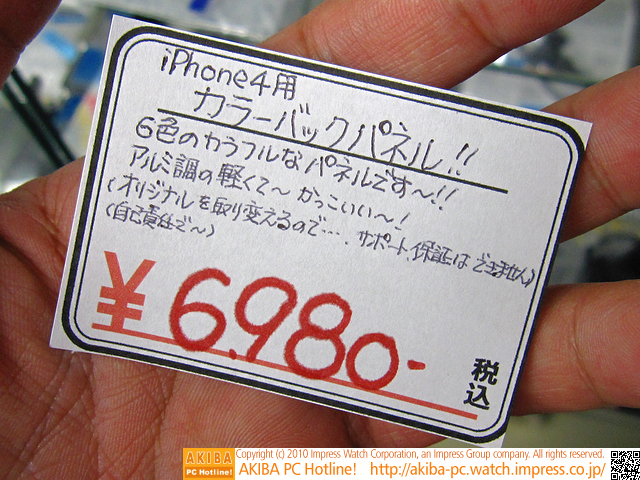 iPhone4用
カラーバックパネル!!
6色のカラフルなパネルです〜!!
アルミ調の軽くて〜かっこいい〜!
(オリジナルを取り変えるので…、サポート、保証はできません)
(自己責任で〜)
¥6,980-
税込
AKIBA PC Hotline!
Copyright (c) 2010 Impress Watch Corporation, an Impress Group company. All rights reserved.
AKIBA PC Hotline! http://akiba-pc.watch.impress.co.jp/